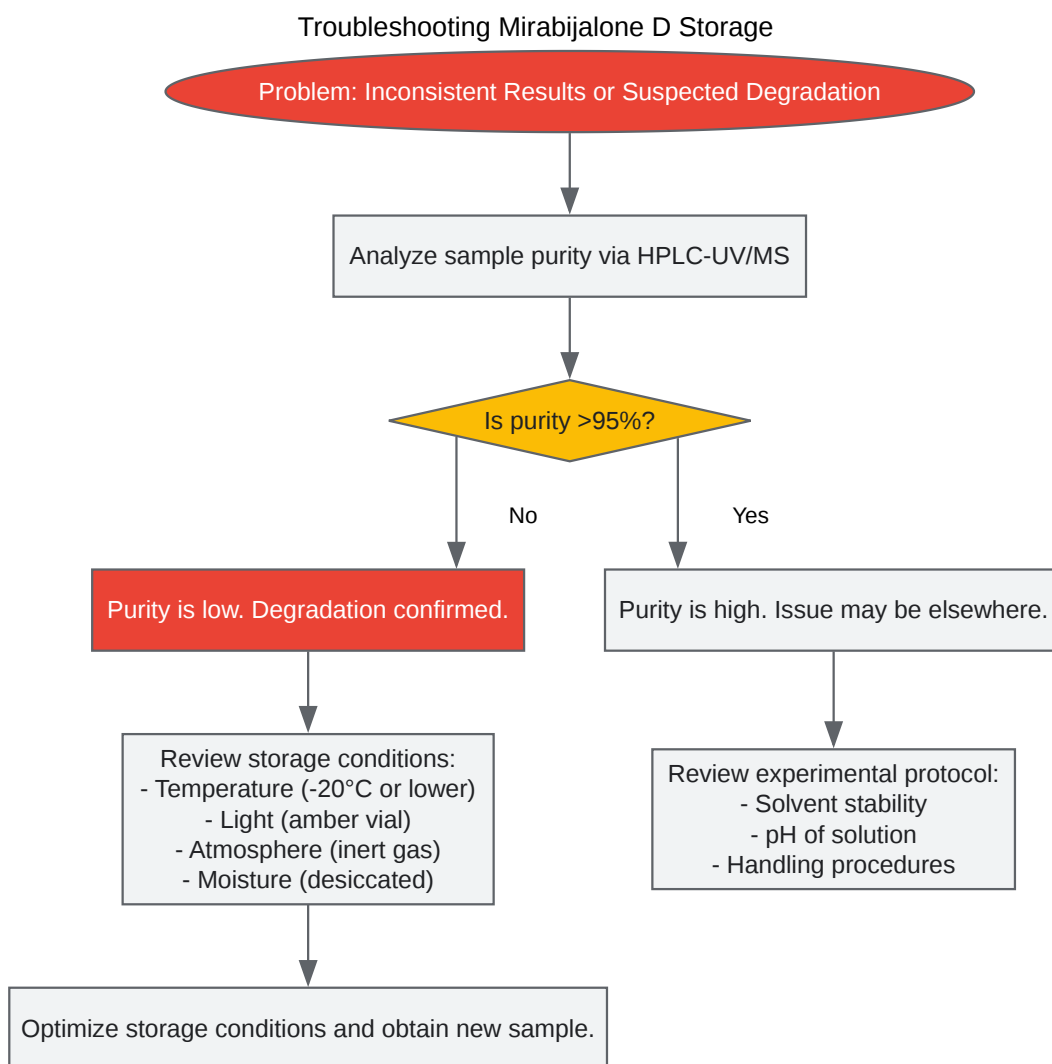 Troubleshooting Mirabijalone D Storage
Problem: Inconsistent Results or Suspected Degradation
Analyze sample purity via HPLC-UV/MS
Is purity >95%?
No
Yes
Purity is low. Degradation confirmed.
Purity is high. Issue may be elsewhere.
Review storage conditions:
- Temperature (-20°C or lower)
- Light (amber vial)
- Atmosphere (inert gas)
- Moisture (desiccated)
Review experimental protocol:
- Solvent stability
- pH of solution
- Handling procedures
Optimize storage conditions and obtain new sample.